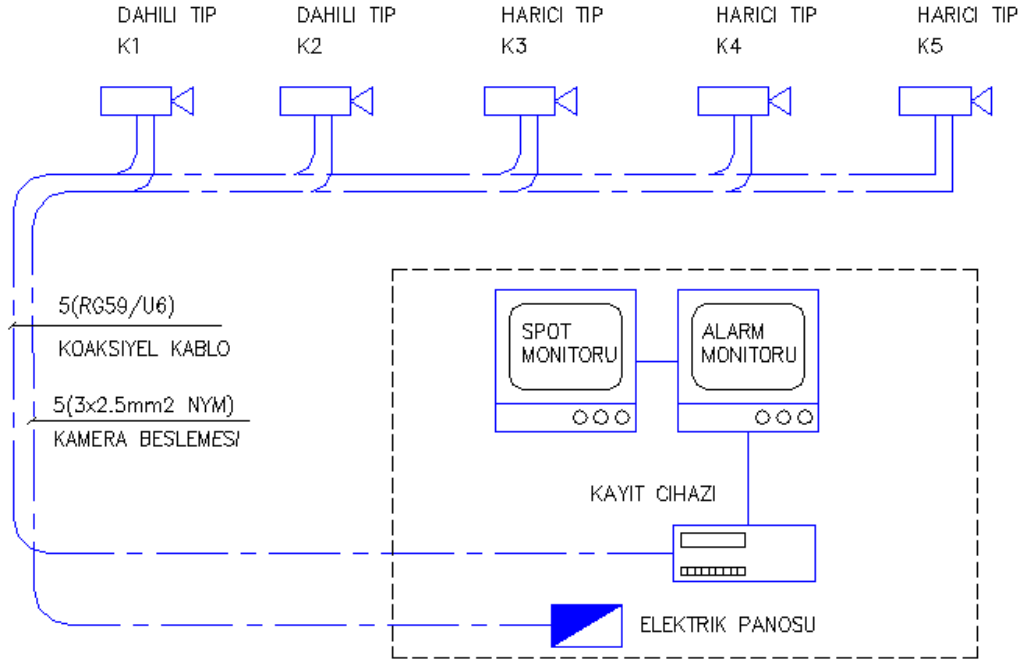 DAHILI TIP
K1
DAHILI TIP
K2
HARICI TIP
K3
HARICI TIP
K4
HARICI TIP
K5
5(RG59/U6)
KOAKSIYEL KABLO
5(3x2.5mm2 NYM)
KAMERA BESLEMESI
SPOT
MONITORU
ALARM
MONITORU
KAYIT CIHAZI
ELEKTRIK PANOSU